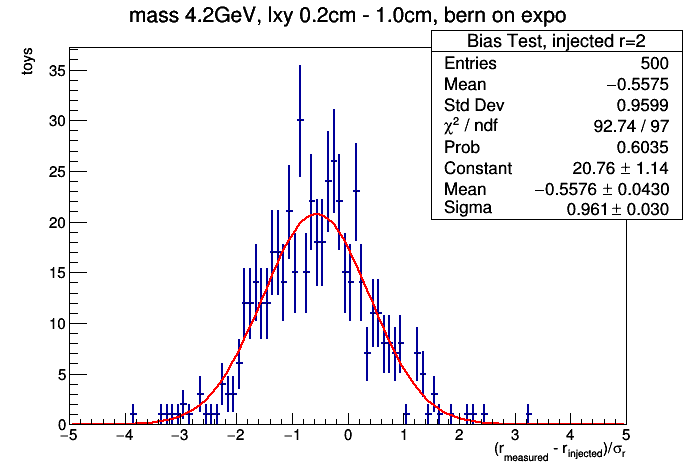 mass 4.2GeV, lxy 0.2cm - 1.0cm, bern on expo
Bias Test, injected r=2
Entries 500
Mean −0.5575
Std Dev 0.9599
χ² / ndf 92.74 / 97
Prob 0.6035
Constant 20.76 ± 1.14
Mean −0.5576 ± 0.0430
Sigma 0.961 ± 0.030
toys
35
30
25
20
15
10
5
0
−5 −4 −3 −2 −1 0 1 2 3 4 5
(r_measured - r_injected)/σ_r